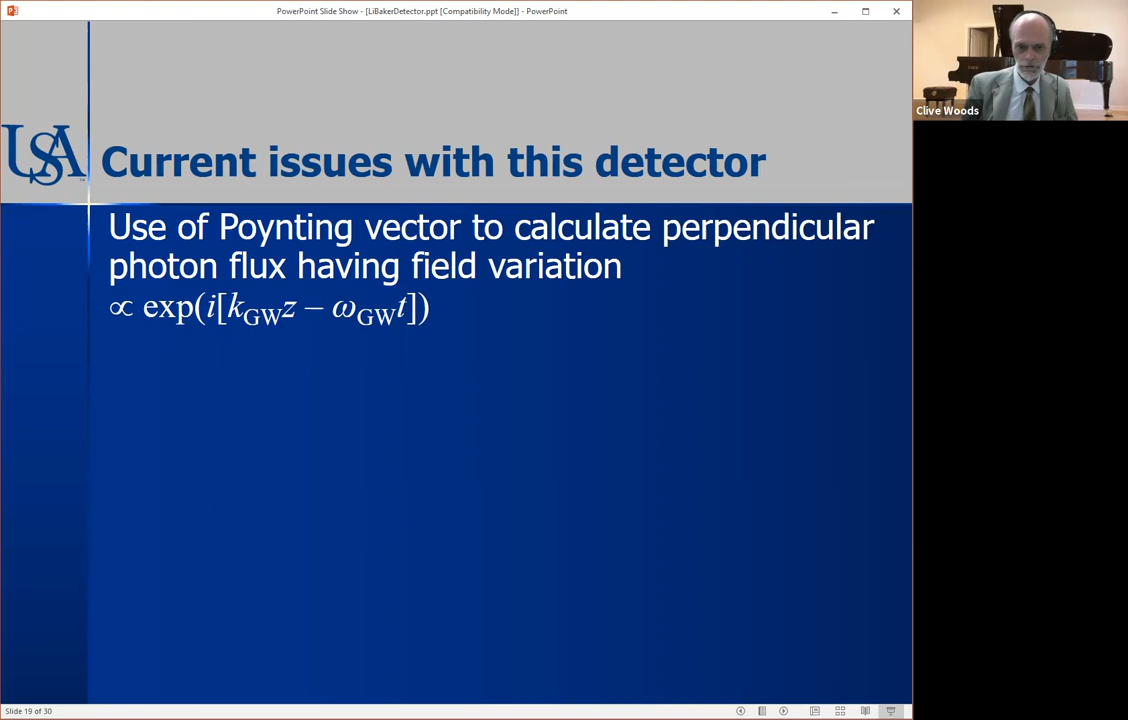 PowerPoint Slide Show - [LiBakerDetector.ppt [Compatibility Mode]] - PowerPoint
Clive Woods
USA
Current issues with this detector
Use of Poynting vector to calculate perpendicular
photon flux having field variation
∝ exp(i[k_GW z – ω_GW t])
Slide 19 of 30